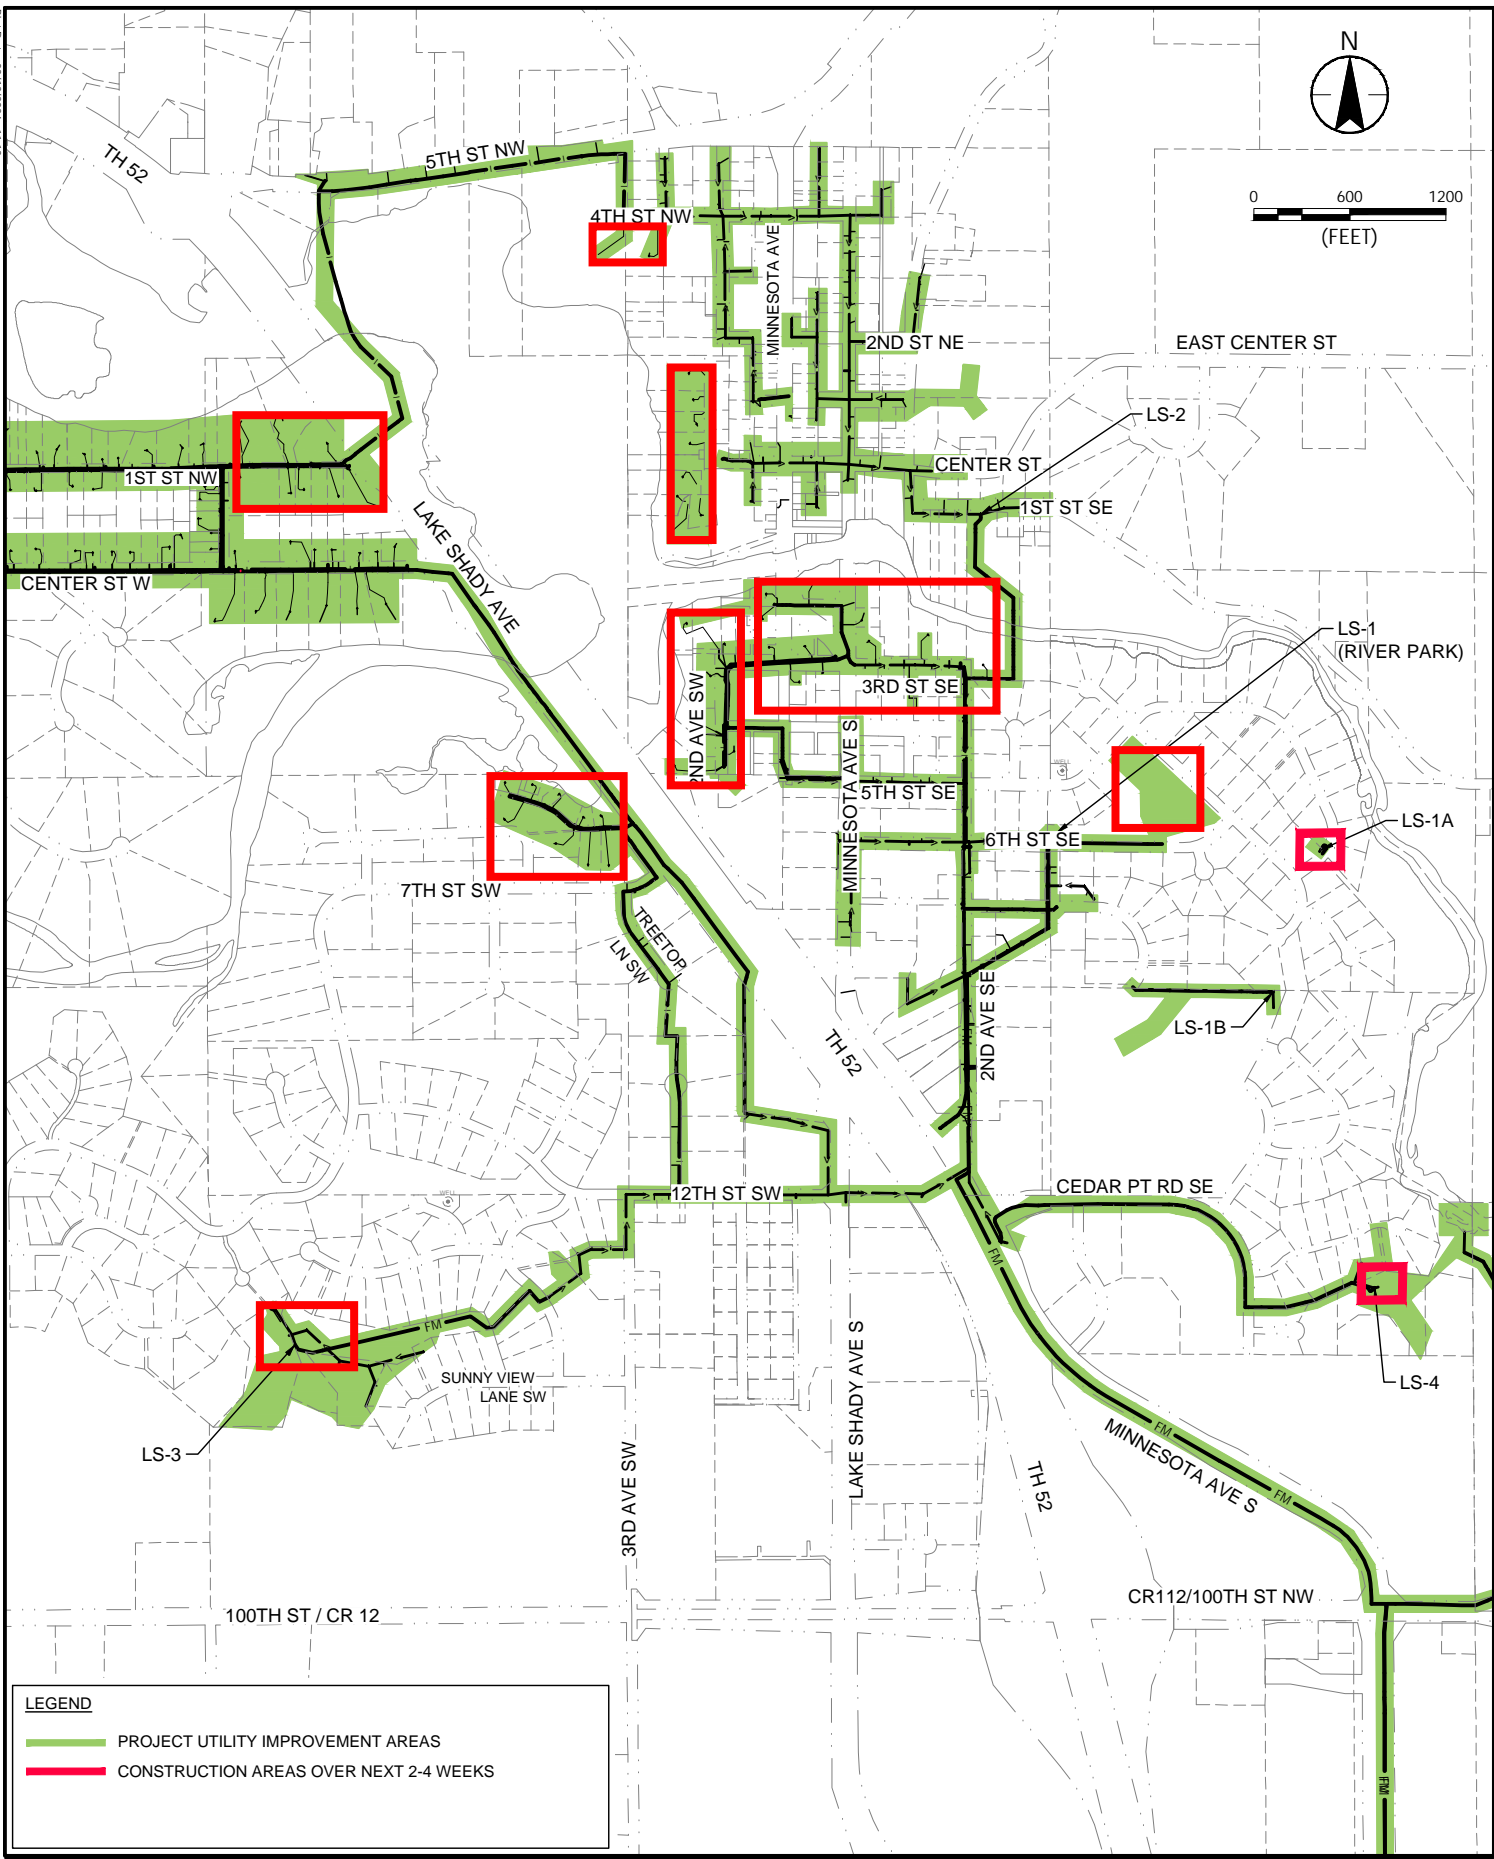 N
0 600 1200
(FEET)
TH 52
5TH ST NW
4TH ST NW
MINNESOTA AVE
2ND ST NE
EAST CENTER ST
LS-2
CENTER ST
1ST ST NW
1ST ST SE
LAKE SHADY AVE
CENTER ST W
LS-1
(RIVER PARK)
3RD ST SE
2ND AVE SW
MINNESOTA AVE S
WELL
5TH ST SE
6TH ST SE
LS-1A
7TH ST SW
TREETOP
LN SW
2ND AVE SE
LS-1B
TH 52
FM
WELL
12TH ST SW
CEDAR PT RD SE
FM
FM
SUNNY VIEW
LANE SW
LS-3
LS-4
LAKE SHADY AVE S
3RD AVE SW
TH 52
FM
MINNESOTA AVE S
FM
100TH ST / CR 12
CR112/100TH ST NW
FM
LEGEND
PROJECT UTILITY IMPROVEMENT AREAS
CONSTRUCTION AREAS OVER NEXT 2-4 WEEKS